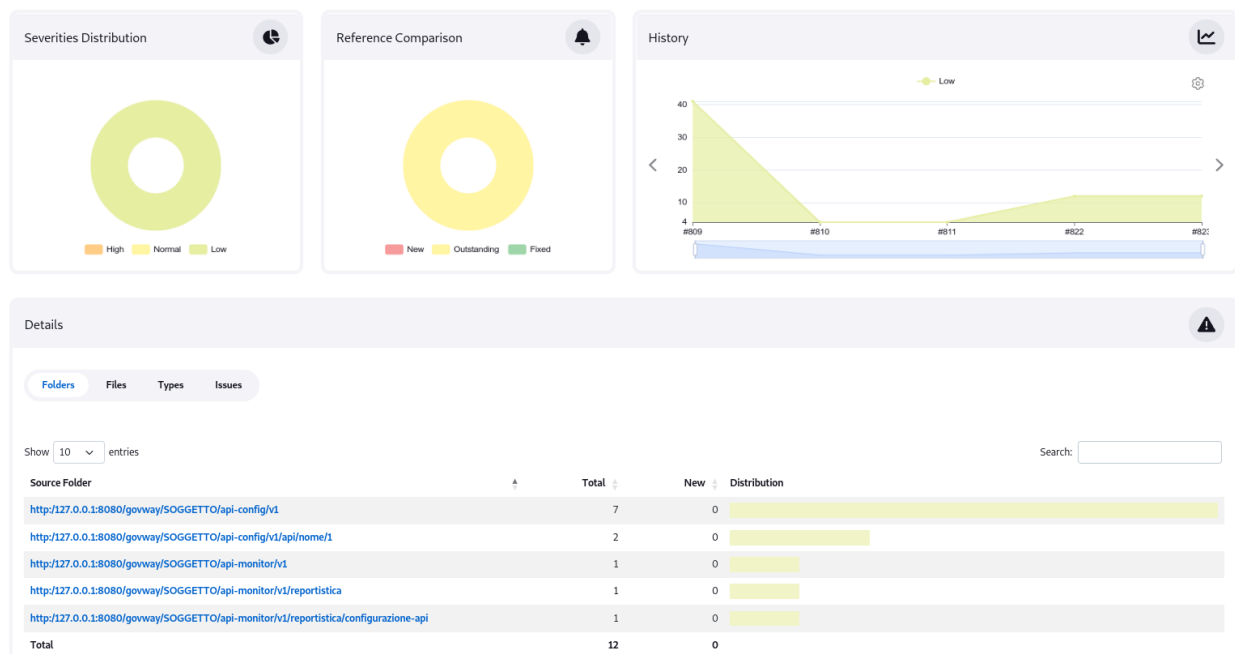 Severities Distribution
High Normal Low
Reference Comparison
New Outstanding Fixed
History
Low
40
30
20
10
4
#809 #810 #811 #822 #82
Details
Folders Files Types Issues
Show 10 entries
Search:
Source Folder Total New Distribution
http:/127.0.0.1:8080/govway/SOGGETTO/api-config/v1 7 0
http:/127.0.0.1:8080/govway/SOGGETTO/api-config/v1/api/nome/1 2 0
http:/127.0.0.1:8080/govway/SOGGETTO/api-monitor/v1 1 0
http:/127.0.0.1:8080/govway/SOGGETTO/api-monitor/v1/reportistica 1 0
http:/127.0.0.1:8080/govway/SOGGETTO/api-monitor/v1/reportistica/configurazione-api 1 0
Total 12 0